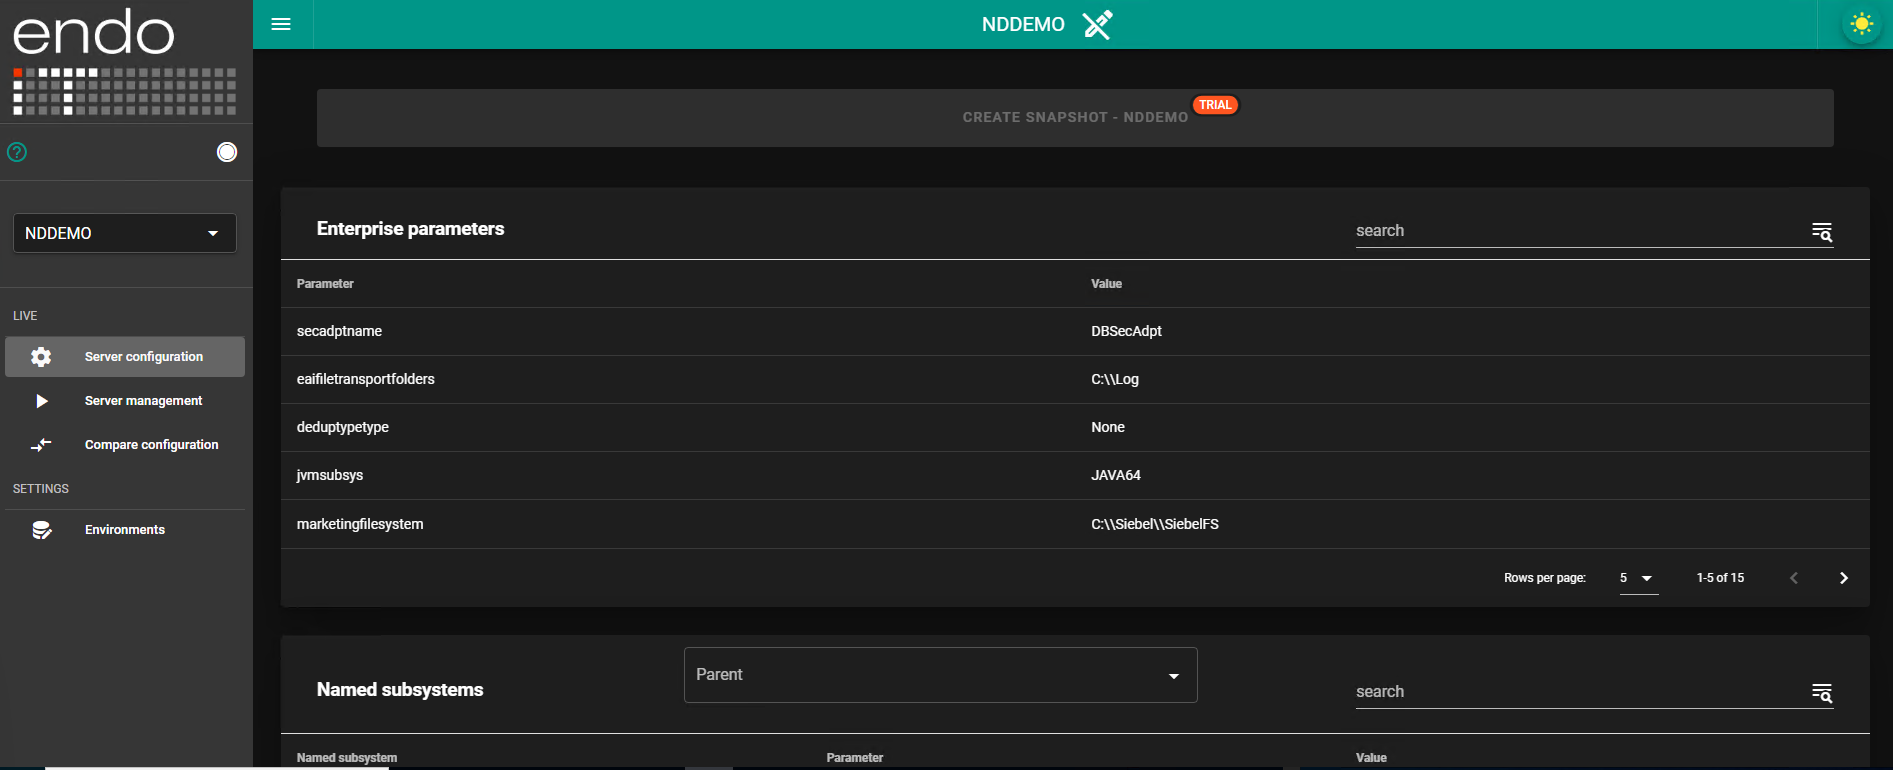 endo
NDDEMO
CREATE SNAPSHOT - NDDEMO
TRIAL
NDDEMO
LIVE
Server configuration
Server management
Compare configuration
SETTINGS
Environments
Enterprise parameters
search
Parameter Value
secadptname DBSecAdpt
eaifiletransportfolders C:\\Log
deduptypetype None
jvmsubsys JAVA64
marketingfilesystem C:\\Siebel\\SiebelFS
Rows per page: 5 1-5 of 15
Named subsystems
Parent
search
Named subsystem Parameter Value